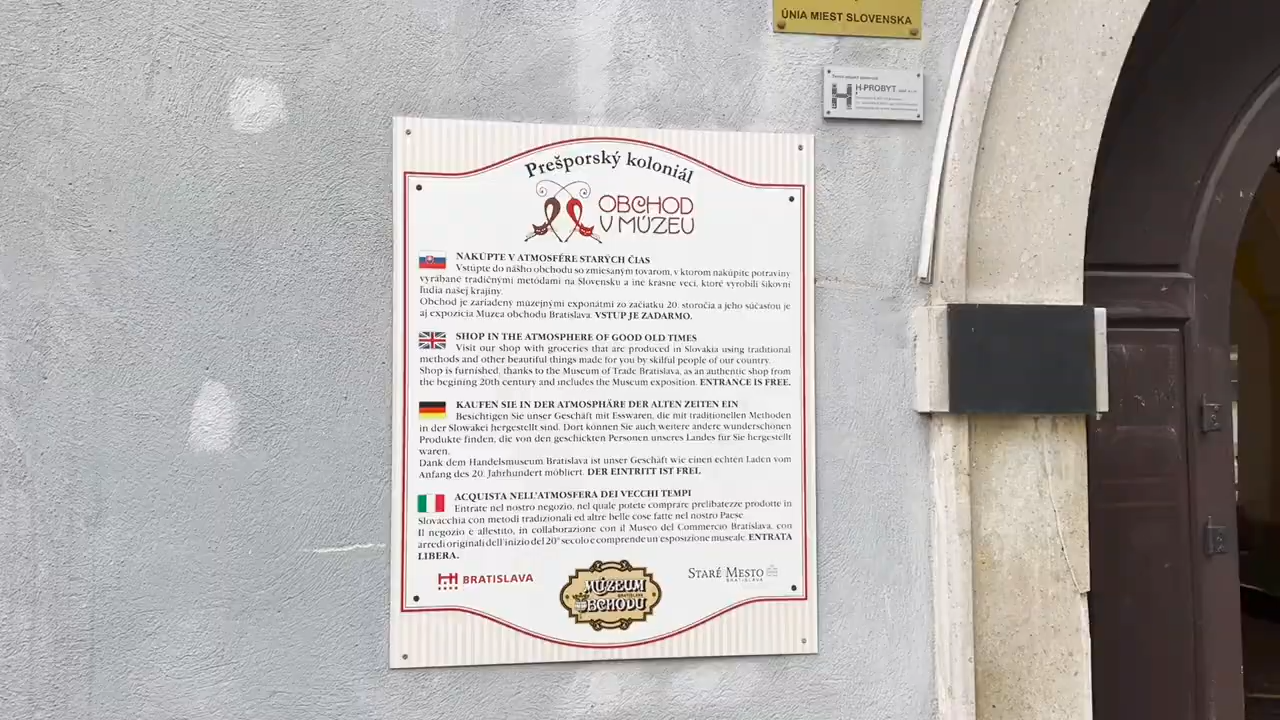 ÚNIA MIEST SLOVENSKA
H-PROBYT
Prešporský koloniál
OBCHOD
V MÚZEU
NAKÚPTE V ATMOSFÉRE STARÝCH ČIAS
Vstúpte do nášho obchodu so zmiešaným tovarom, v ktorom nakúpite potraviny
vyrábané tradičnými metódami na Slovensku a iné krásne veci, ktoré vyrobili šikovní
ľudia našej krajiny.
Obchod je zariadený múzejnými exponátmi zo začiatku 20. storočia a jeho súčasťou je
aj expozícia Múzea obchodu Bratislava. VSTUP JE ZADARMO.
SHOP IN THE ATMOSPHERE OF GOOD OLD TIMES
Visit our shop with groceries that are produced in Slovakia using traditional
methods and other beautiful things made for you by skilful people of our country.
Shop is furnished, thanks to the Museum of Trade Bratislava, as an authentic shop from
the begining 20th century and includes the Museum exposition. ENTRANCE IS FREE.
KAUFEN SIE IN DER ATMOSPHÄRE DER ALTEN ZEITEN EIN
Besichtigen Sie unser Geschäft mit Esswaren, die mit traditionellen Methoden
in der Slowakei hergestellt sind. Dort können Sie auch weitere andere wunderschönen
Produkte finden, die von den geschickten Personen unseres Landes für Sie hergestellt
waren.
Dank dem Handelsmuseum Bratislava ist unser Geschäft wie einen echten Laden vom
Anfang des 20. Jahrhundert möbliert. DER EINTRITT IST FREI.
ACQUISTA NELL'ATMOSFERA DEI VECCHI TEMPI
Entrate nel nostro negozio, nel quale potete comprare prelibatezze prodotte in
Slovacchia con metodi tradizionali ed altre belle cose fatte nel nostro Paese
Il negozio è allestito, in collaborazione con il Museo del Commercio Bratislava, con
arredi originali dell'inizio del 20° secolo e comprende un esposizione museale. ENTRATA
LIBERA.
BRATISLAVA
MÚZEUM
BRATISLAVA
OBCHODU
STARÉ MESTO
BRATISLAVA